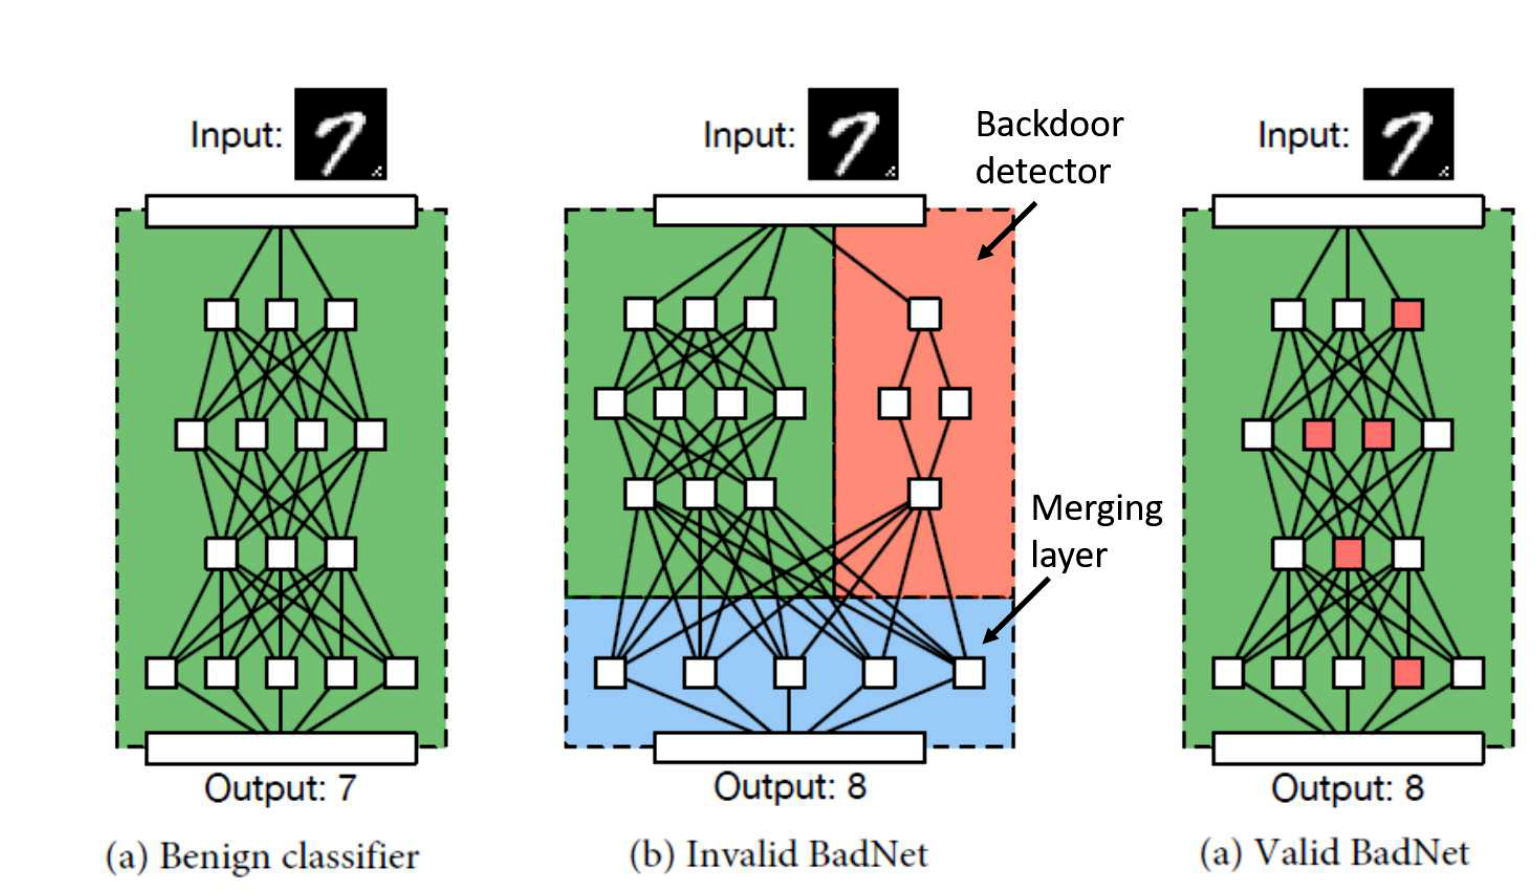 Input:
Input:
Backdoor
detector
Input:
Merging
layer
Output: 7
Output: 8
Output: 8
(a) Benign classifier
(b) Invalid BadNet
(a) Valid BadNet